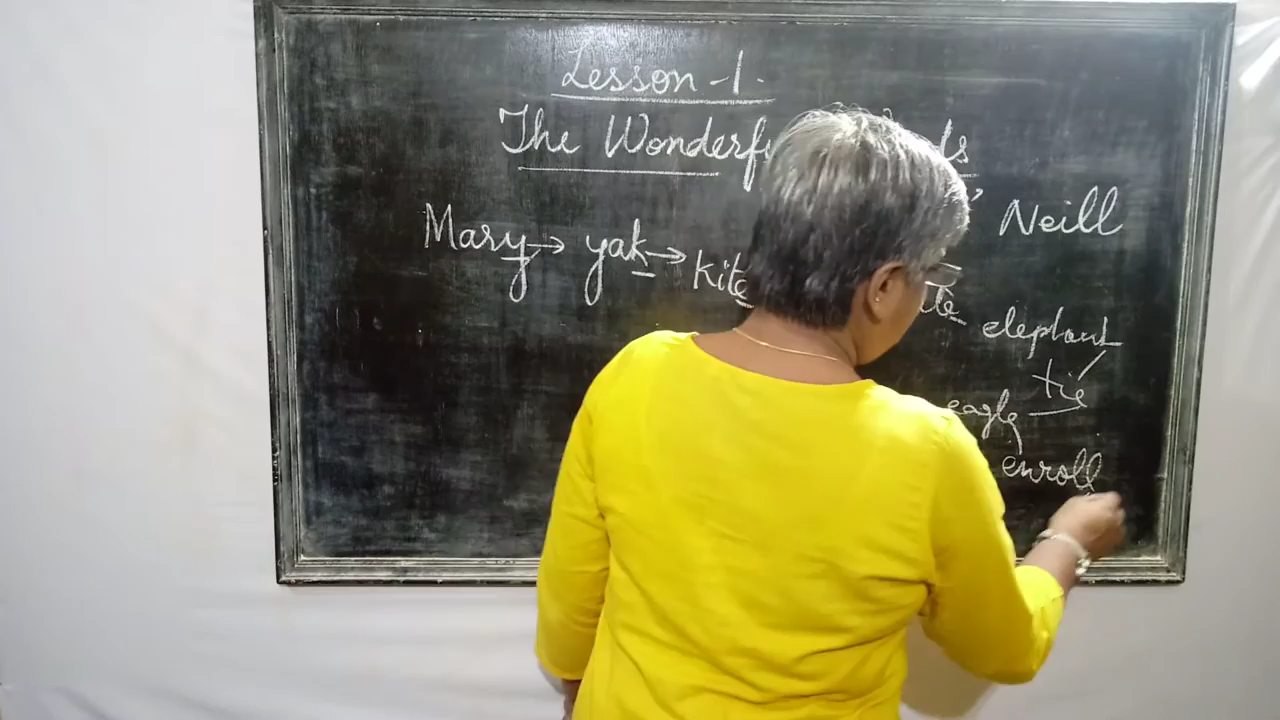 Lesson - 1.
The Wonderf
Neill
Mary → yak → kite
elephant
tie
eagle
enroll